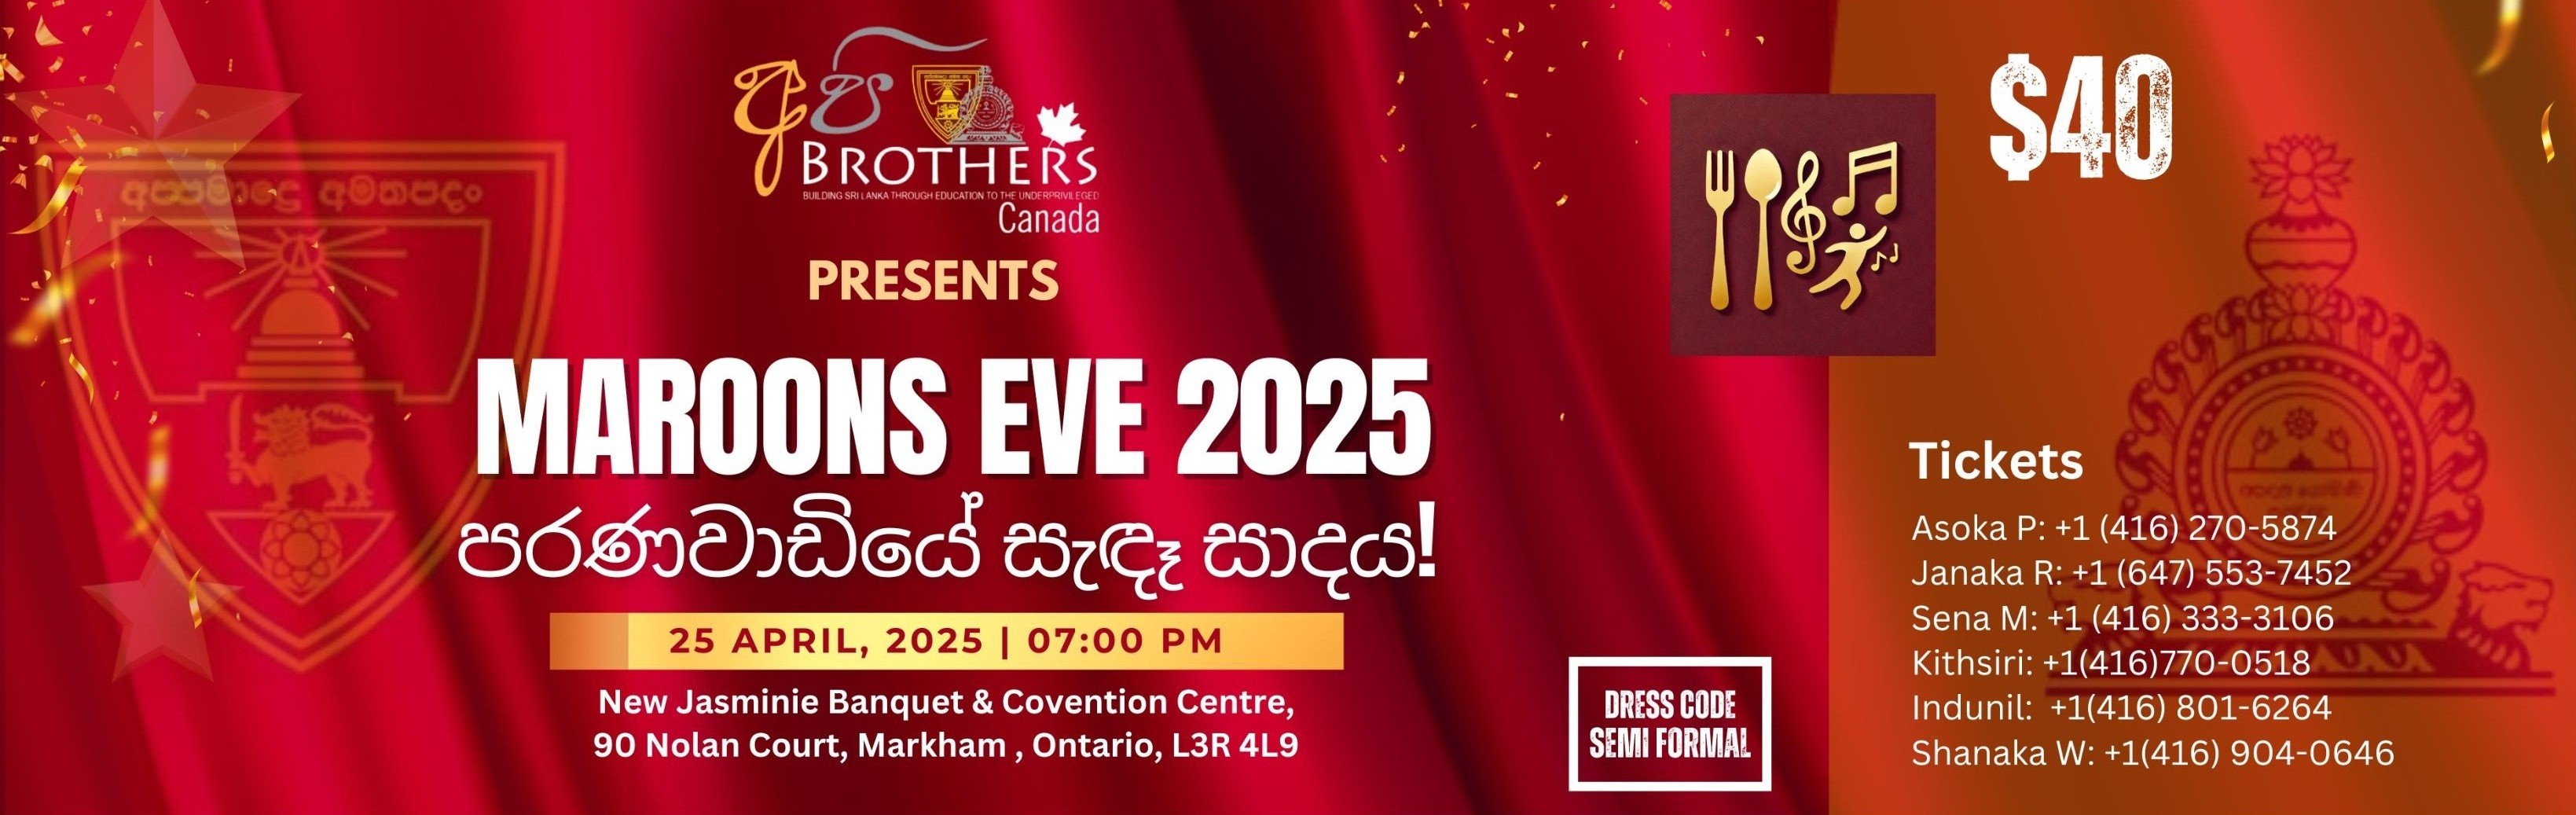 අපි
BROTHERS
BUILDING SRI LANKA THROUGH EDUCATION TO THE UNDERPRIVILEGED
Canada
PRESENTS
MAROONS EVE 2025
පරණවාඩියේ සැඳෑ සාදය!
25 APRIL, 2025 | 07:00 PM
New Jasminie Banquet & Covention Centre,
90 Nolan Court, Markham , Ontario, L3R 4L9
DRESS CODE
SEMI FORMAL
$40
Tickets
Asoka P: +1 (416) 270-5874
Janaka R: +1 (647) 553-7452
Sena M: +1 (416) 333-3106
Kithsiri: +1(416)770-0518
Indunil:  +1(416) 801-6264
Shanaka W: +1(416) 904-0646